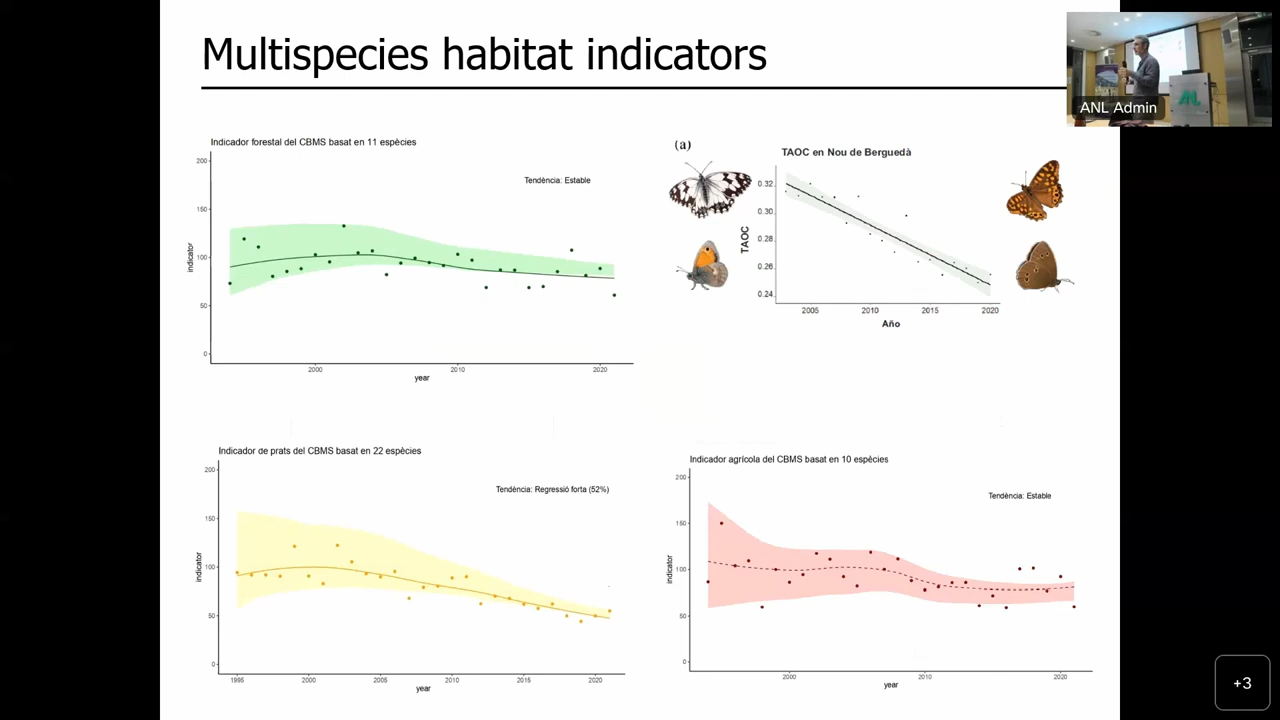 Multispecies habitat indicators
ANL Admin
ANL
Indicador forestal del CBMS basat en 11 espècies
Tendència: Estable
200
150
100
50
0
indicator
2000
2010
2020
year
(a)
TAOC en Nou de Berguedà
0.32
0.30
0.28
0.26
0.24
TAOC
2005
2010
2015
2020
Año
Indicador de prats del CBMS basat en 22 espècies
Tendència: Regressió forta (52%)
200
150
100
50
0
indicator
1995
2000
2005
2010
2015
2020
year
Indicador agrícola del CBMS basat en 10 espècies
Tendència: Estable
200
150
100
50
0
indicator
2000
2010
2020
year
+3